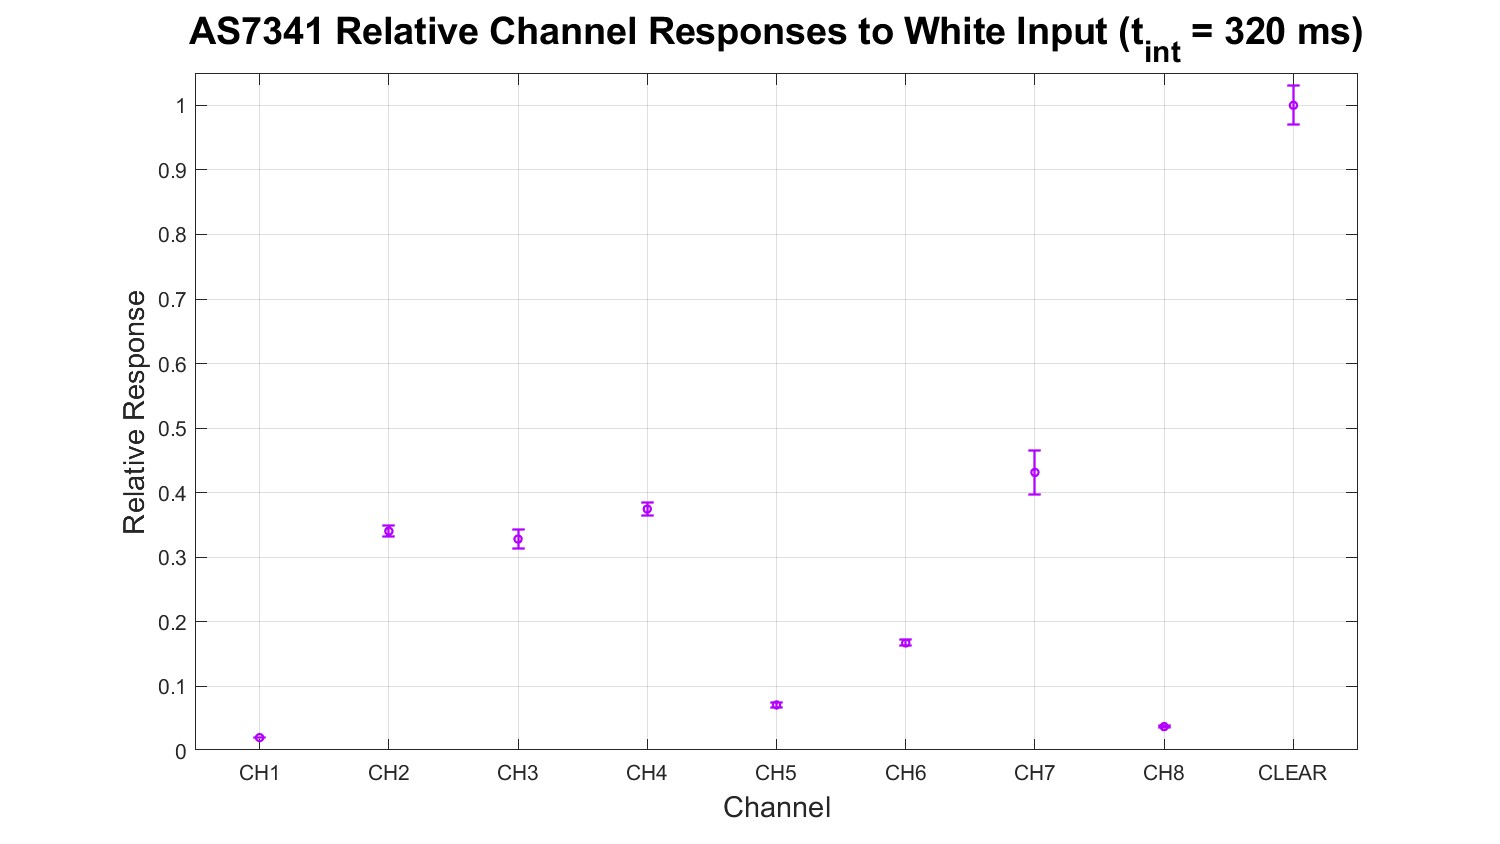 AS7341 Relative Channel Responses to White Input (t_int = 320 ms)
1
0.9
0.8
0.7
0.6
0.5
0.4
0.3
0.2
0.1
0
Relative Response
CH1 CH2 CH3 CH4 CH5 CH6 CH7 CH8 CLEAR
Channel